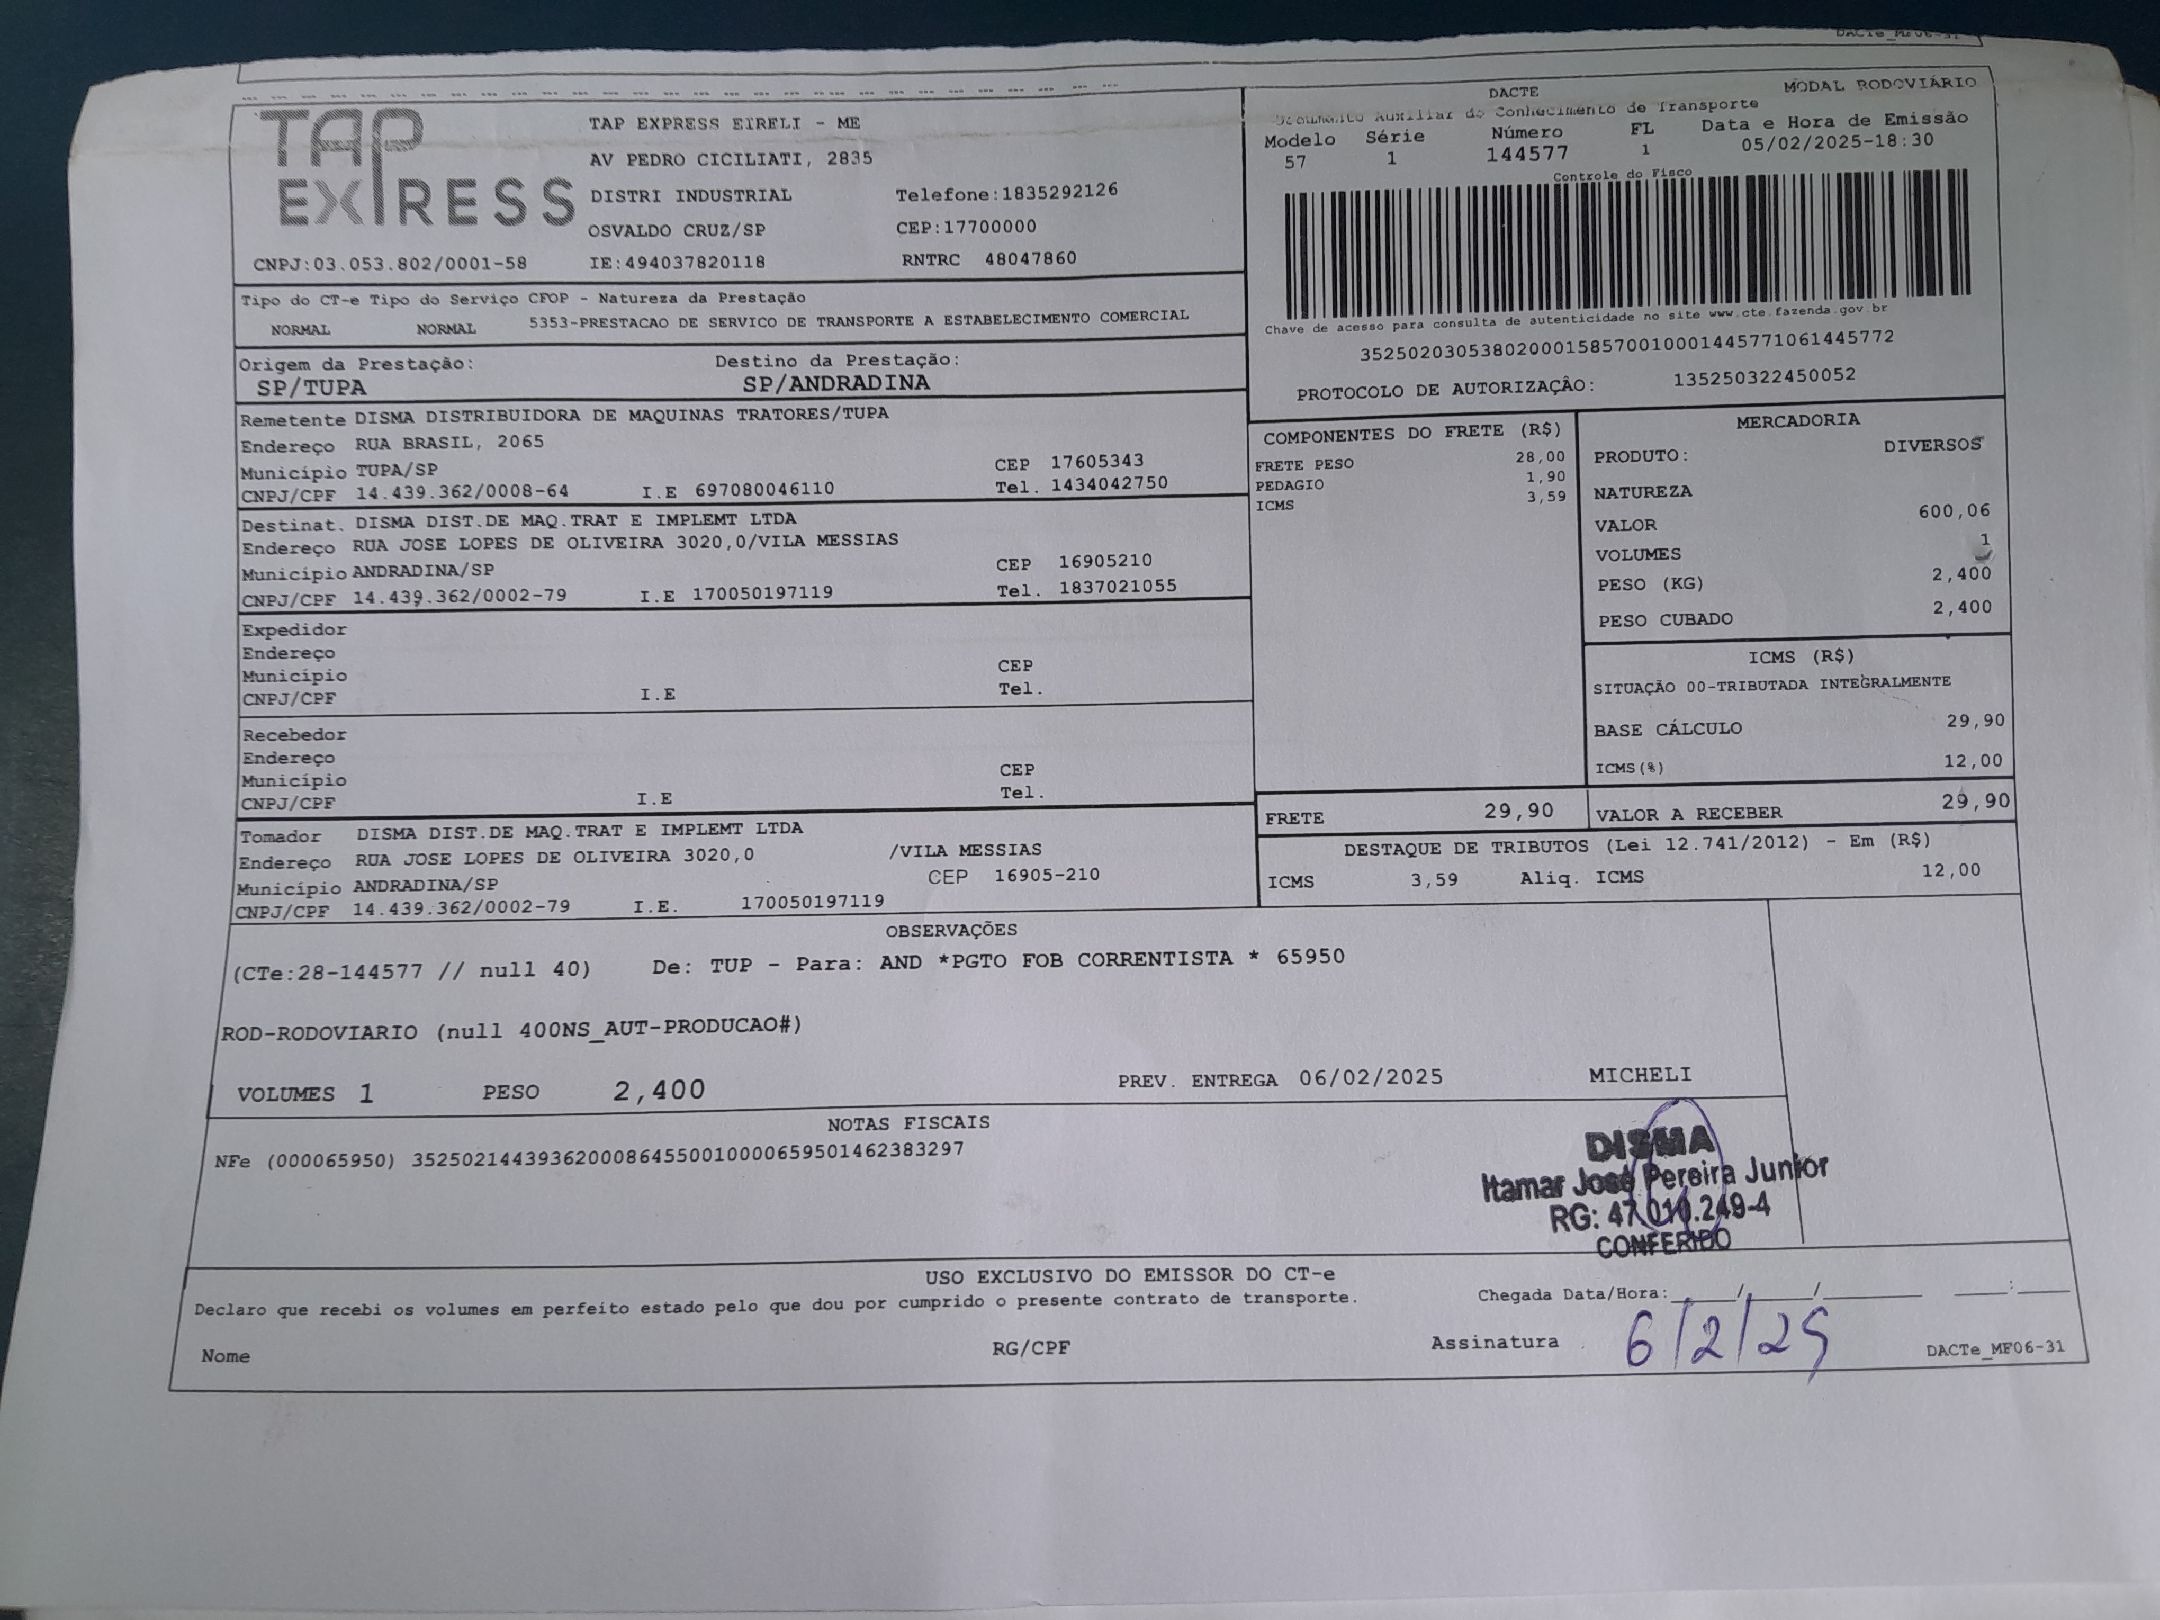 DACTe_MF06-31
TAP EXPRESS
TAP EXPRESS EIRELI - ME
AV PEDRO CICILIATI, 2835
DISTRI INDUSTRIAL Telefone:1835292126
OSVALDO CRUZ/SP CEP:17700000
CNPJ:03.053.802/0001-58 IE:494037820118 RNTRC 48047860
DACTE MODAL RODOVIÁRIO
Documento Auxiliar do Conhecimento de Transporte
Modelo Série Número FL Data e Hora de Emissão
57 1 144577 1 05/02/2025-18:30
Controle do Fisco
Chave de acesso para consulta de autenticidade no site www.cte.fazenda.gov.br
35250203053802000158570010001445771061445772
PROTOCOLO DE AUTORIZAÇÃO: 135250322450052
Tipo do CT-e Tipo do Serviço CFOP - Natureza da Prestação
NORMAL NORMAL 5353-PRESTACAO DE SERVICO DE TRANSPORTE A ESTABELECIMENTO COMERCIAL
Origem da Prestação: Destino da Prestação:
SP/TUPA SP/ANDRADINA
Remetente DISMA DISTRIBUIDORA DE MAQUINAS TRATORES/TUPA
Endereço RUA BRASIL, 2065
Município TUPA/SP CEP 17605343
CNPJ/CPF 14.439.362/0008-64 I.E 697080046110 Tel. 1434042750
Destinat. DISMA DIST.DE MAQ.TRAT E IMPLEMT LTDA
Endereço RUA JOSE LOPES DE OLIVEIRA 3020,0/VILA MESSIAS
Município ANDRADINA/SP CEP 16905210
CNPJ/CPF 14.439.362/0002-79 I.E 170050197119 Tel. 1837021055
Expedidor
Endereço
Município CEP
CNPJ/CPF I.E Tel.
Recebedor
Endereço
Município CEP
CNPJ/CPF I.E Tel.
Tomador DISMA DIST.DE MAQ.TRAT E IMPLEMT LTDA
Endereço RUA JOSE LOPES DE OLIVEIRA 3020,0 /VILA MESSIAS
Município ANDRADINA/SP CEP 16905-210
CNPJ/CPF 14.439.362/0002-79 I.E. 170050197119
COMPONENTES DO FRETE (R$)
FRETE PESO 28,00
PEDAGIO 1,90
ICMS 3,59
MERCADORIA
PRODUTO: DIVERSOS
NATUREZA
VALOR 600,06
VOLUMES 1
PESO (KG) 2,400
PESO CUBADO 2,400
ICMS (R$)
SITUAÇÃO 00-TRIBUTADA INTEGRALMENTE
BASE CÁLCULO 29,90
ICMS(%) 12,00
FRETE 29,90 VALOR A RECEBER 29,90
DESTAQUE DE TRIBUTOS (Lei 12.741/2012) - Em (R$)
ICMS 3,59 Aliq. ICMS 12,00
OBSERVAÇÕES
(CTe:28-144577 // null 40) De: TUP - Para: AND *PGTO FOB CORRENTISTA * 65950
ROD-RODOVIARIO (null 400NS_AUT-PRODUCAO#)
VOLUMES 1 PESO 2,400 PREV. ENTREGA 06/02/2025 MICHELI
NOTAS FISCAIS
NFe (000065950) 35250214439362000864550010000659501462383297
DISMA
Itamar José Pereira Junior
RG: 47.010.249-4
CONFERIDO
USO EXCLUSIVO DO EMISSOR DO CT-e
Declaro que recebi os volumes em perfeito estado pelo que dou por cumprido o presente contrato de transporte. Chegada Data/Hora:____/____/______ ___:___
Nome RG/CPF Assinatura 6/2/25 DACTe_MF06-31